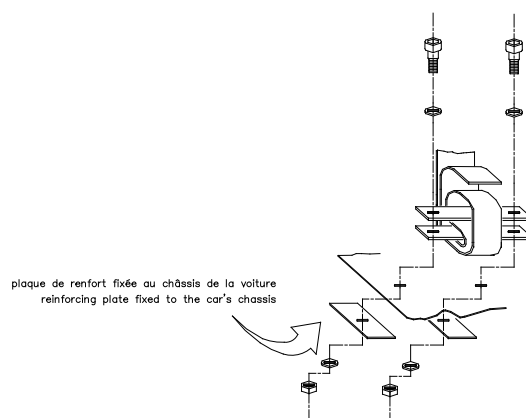 plaque de renfort fixée au châssis de la voiture
reinforcing plate fixed to the car's chassis